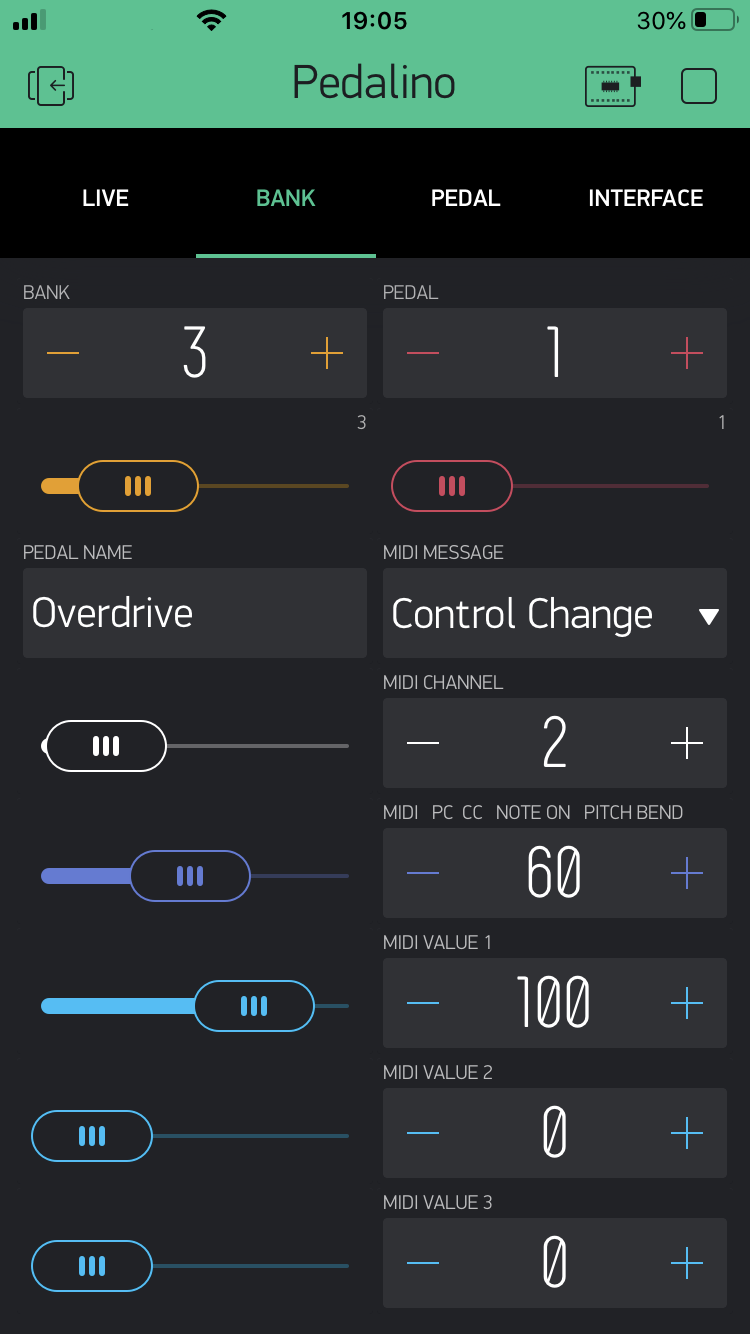 19:05 30%
Pedalino
LIVE BANK PEDAL INTERFACE
BANK PEDAL
3 1
3 1
PEDAL NAME MIDI MESSAGE
Overdrive Control Change
MIDI CHANNEL
2
MIDI PC CC NOTE ON PITCH BEND
60
MIDI VALUE 1
100
MIDI VALUE 2
0
MIDI VALUE 3
0